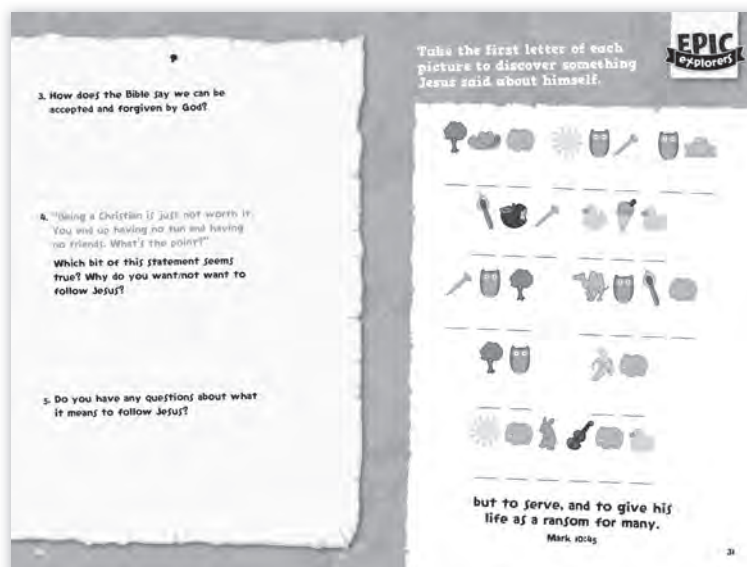 3. How does the Bible say we can be
accepted and forgiven by God?
4. "Being a Christian is just not worth it.
You end up having no fun and having
no friends. What's the point?"
Which bit of this statement seems
true? Why do you want/not want to
follow Jesus?
5. Do you have any questions about what
it means to follow Jesus?
EPIC
explorers
Take the first letter of each
picture to discover something
Jesus said about himself.
but to serve, and to give his
life as a ransom for many.
Mark 10:45
31